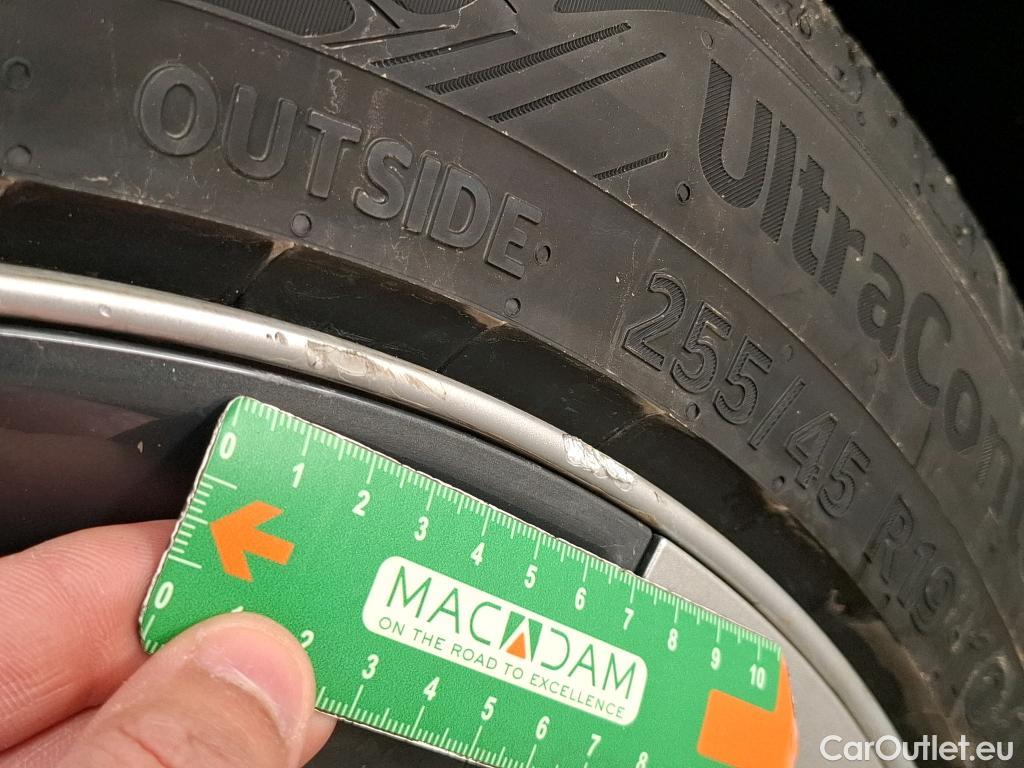 OUTSIDE
UltraCon
255/45 R19
0 1 2 3 4 5 6 7 8 9 10
MACADAM
ON THE ROAD TO EXCELLENCE
0 1 2 3 4 5 6 7 8
CarOutlet.eu